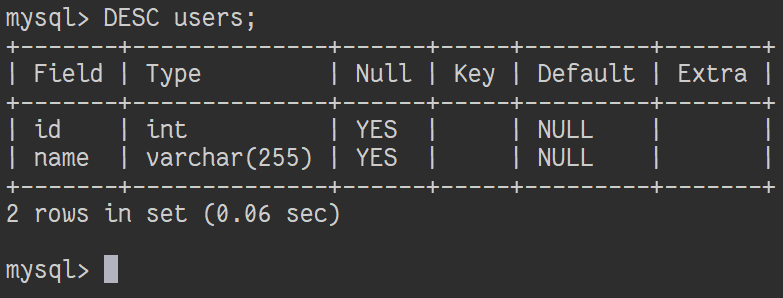 mysql> DESC users;
+-------+--------------+------+-----+---------+-------+
| Field | Type         | Null | Key | Default | Extra |
+-------+--------------+------+-----+---------+-------+
| id    | int          | YES  |     | NULL    |       |
| name  | varchar(255) | YES  |     | NULL    |       |
+-------+--------------+------+-----+---------+-------+
2 rows in set (0.06 sec)
mysql>